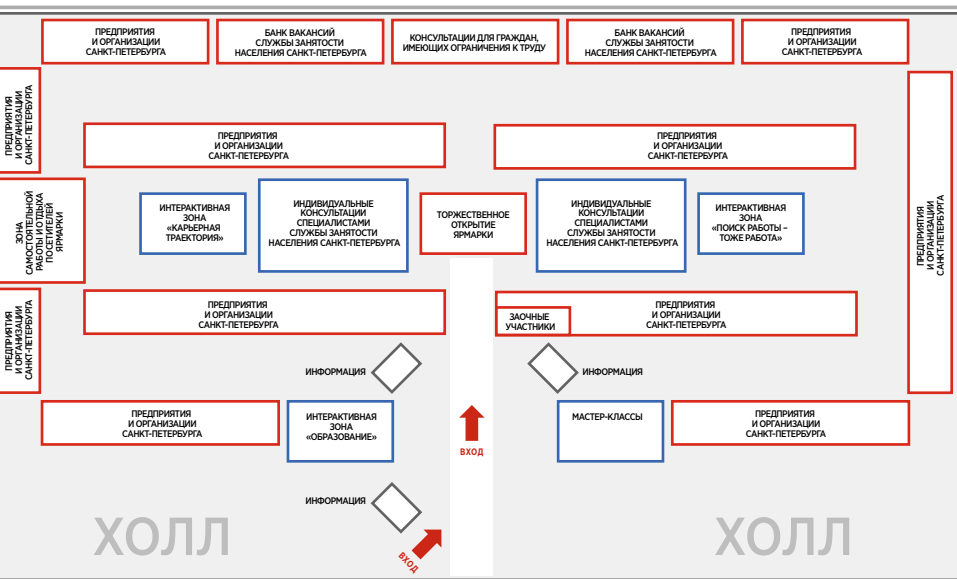 ПРЕДПРИЯТИЯ
И ОРГАНИЗАЦИИ
САНКТ-ПЕТЕРБУРГА
БАНК ВАКАНСИЙ
СЛУЖБЫ ЗАНЯТОСТИ
НАСЕЛЕНИЯ САНКТ-ПЕТЕРБУРГА
КОНСУЛЬТАЦИИ ДЛЯ ГРАЖДАН,
ИМЕЮЩИХ ОГРАНИЧЕНИЯ К ТРУДУ
БАНК ВАКАНСИЙ
СЛУЖБЫ ЗАНЯТОСТИ
НАСЕЛЕНИЯ САНКТ-ПЕТЕРБУРГА
ПРЕДПРИЯТИЯ
И ОРГАНИЗАЦИИ
САНКТ-ПЕТЕРБУРГА
ПРЕДПРИЯТИЯ
И ОРГАНИЗАЦИИ
САНКТ-ПЕТЕРБУРГА
ПРЕДПРИЯТИЯ
И ОРГАНИЗАЦИИ
САНКТ-ПЕТЕРБУРГА
ПРЕДПРИЯТИЯ
И ОРГАНИЗАЦИИ
САНКТ-ПЕТЕРБУРГА
ЗОНА
САМОСТОЯТЕЛЬНОЙ
РАБОТЫ И ОТДЫХА
ПОСЕТИТЕЛЕЙ
ЯРМАРКИ
ИНТЕРАКТИВНАЯ
ЗОНА
«КАРЬЕРНАЯ
ТРАЕКТОРИЯ»
ИНДИВИДУАЛЬНЫЕ
КОНСУЛЬТАЦИИ
СПЕЦИАЛИСТАМИ
СЛУЖБЫ ЗАНЯТОСТИ
НАСЕЛЕНИЯ САНКТ-ПЕТЕРБУРГА
ТОРЖЕСТВЕННОЕ
ОТКРЫТИЕ
ЯРМАРКИ
ИНДИВИДУАЛЬНЫЕ
КОНСУЛЬТАЦИИ
СПЕЦИАЛИСТАМИ
СЛУЖБЫ ЗАНЯТОСТИ
НАСЕЛЕНИЯ САНКТ-ПЕТЕРБУРГА
ИНТЕРАКТИВНАЯ
ЗОНА
«ПОИСК РАБОТЫ –
ТОЖЕ РАБОТА»
ПРЕДПРИЯТИЯ
И ОРГАНИЗАЦИИ
САНКТ-ПЕТЕРБУРГА
ПРЕДПРИЯТИЯ
И ОРГАНИЗАЦИИ
САНКТ-ПЕТЕРБУРГА
ПРЕДПРИЯТИЯ
И ОРГАНИЗАЦИИ
САНКТ-ПЕТЕРБУРГА
ЗАОЧНЫЕ
УЧАСТНИКИ
ПРЕДПРИЯТИЯ
И ОРГАНИЗАЦИИ
САНКТ-ПЕТЕРБУРГА
ИНФОРМАЦИЯ
ИНФОРМАЦИЯ
ПРЕДПРИЯТИЯ
И ОРГАНИЗАЦИИ
САНКТ-ПЕТЕРБУРГА
ИНТЕРАКТИВНАЯ
ЗОНА
«ОБРАЗОВАНИЕ»
ВХОД
МАСТЕР-КЛАССЫ
ПРЕДПРИЯТИЯ
И ОРГАНИЗАЦИИ
САНКТ-ПЕТЕРБУРГА
ИНФОРМАЦИЯ
ХОЛЛ
ВХОД
ХОЛЛ